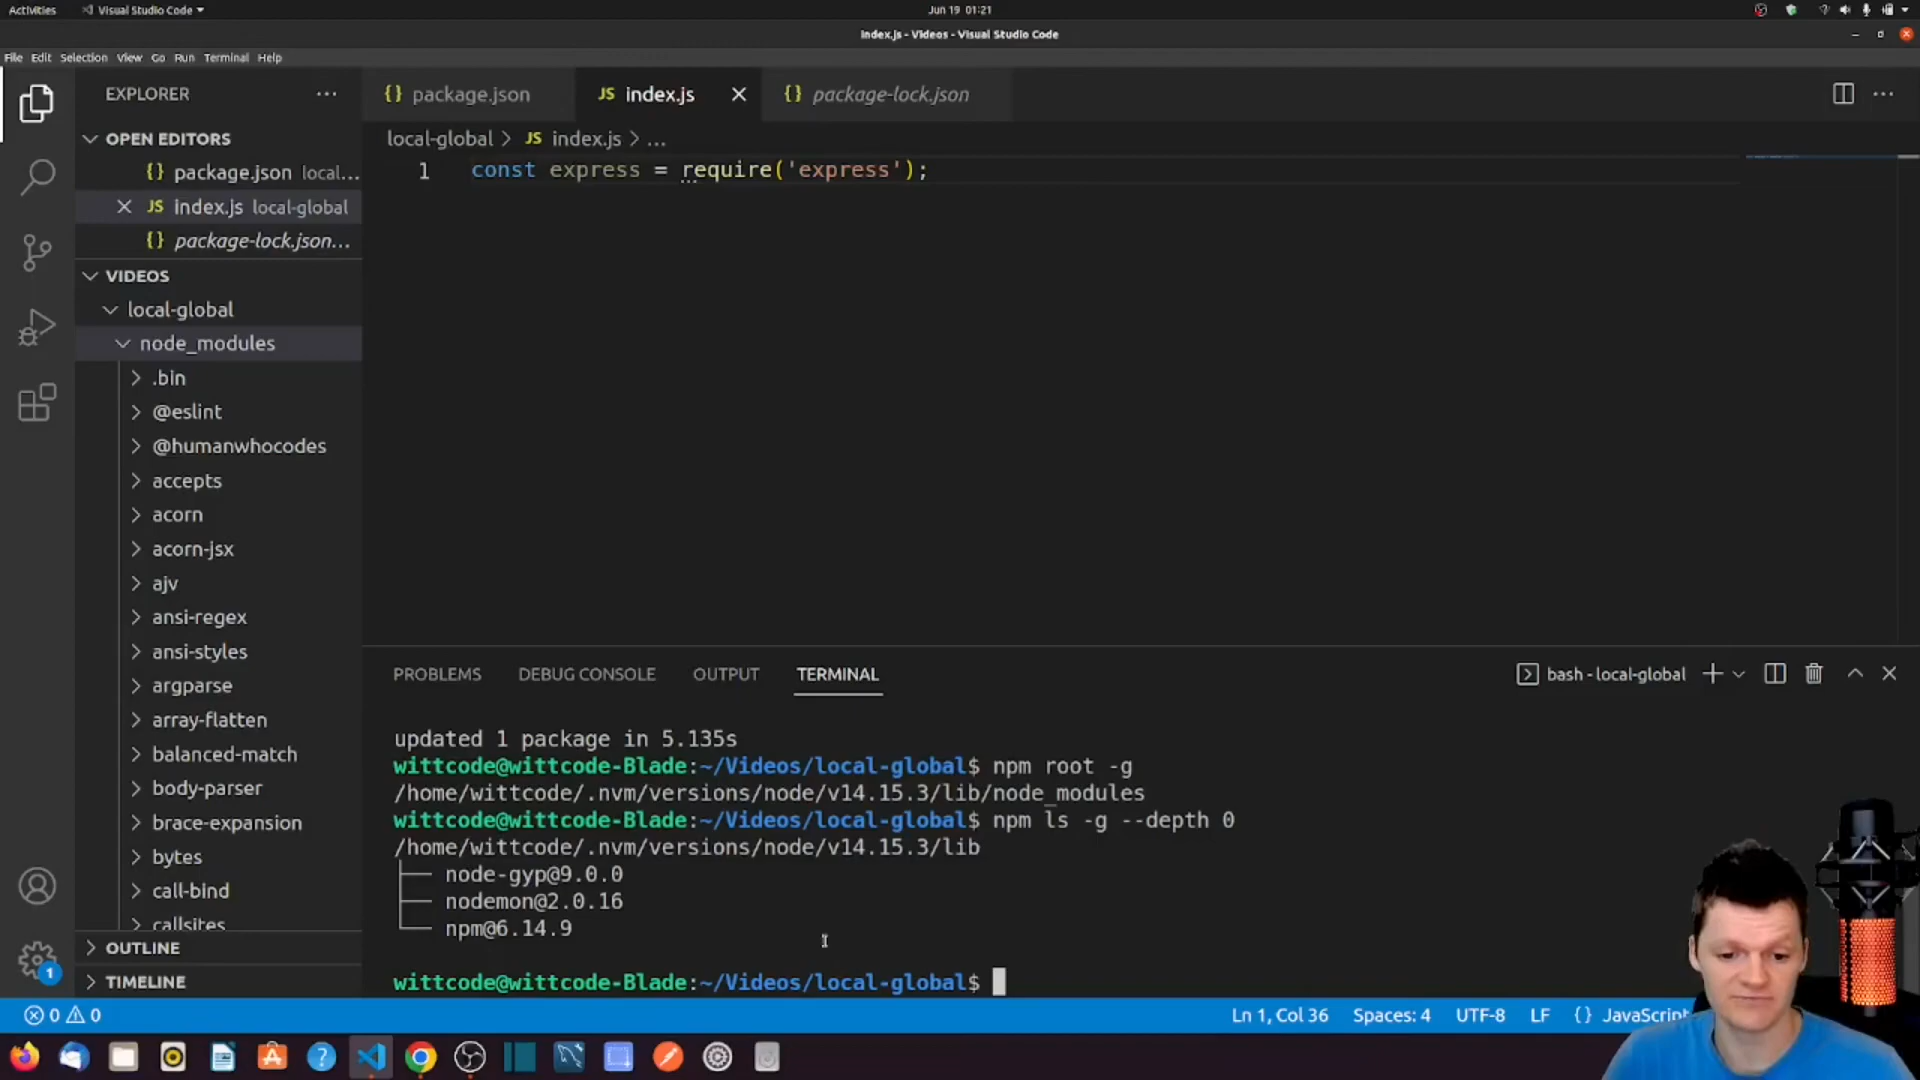 Activities
Visual Studio Code
Jun 19 01:21
index.js - Videos - Visual Studio Code
File Edit Selection View Go Run Terminal Help
EXPLORER
OPEN EDITORS
package.json local...
index.js local-global
package-lock.json...
VIDEOS
local-global
node_modules
.bin
@eslint
@humanwhocodes
accepts
acorn
acorn-jsx
ajv
ansi-regex
ansi-styles
argparse
array-flatten
balanced-match
body-parser
brace-expansion
bytes
call-bind
callsites
OUTLINE
TIMELINE
{} package.json
JS index.js
{} package-lock.json
local-global > JS index.js > ...
1 const express = require('express');
PROBLEMS DEBUG CONSOLE OUTPUT TERMINAL
bash - local-global
updated 1 package in 5.135s
wittcode@wittcode-Blade:~/Videos/local-global$ npm root -g
/home/wittcode/.nvm/versions/node/v14.15.3/lib/node_modules
wittcode@wittcode-Blade:~/Videos/local-global$ npm ls -g --depth 0
/home/wittcode/.nvm/versions/node/v14.15.3/lib
├── node-gyp@9.0.0
├── nodemon@2.0.16
└── npm@6.14.9
wittcode@wittcode-Blade:~/Videos/local-global$
1
0 0
Ln 1, Col 36 Spaces: 4 UTF-8 LF {} JavaScript